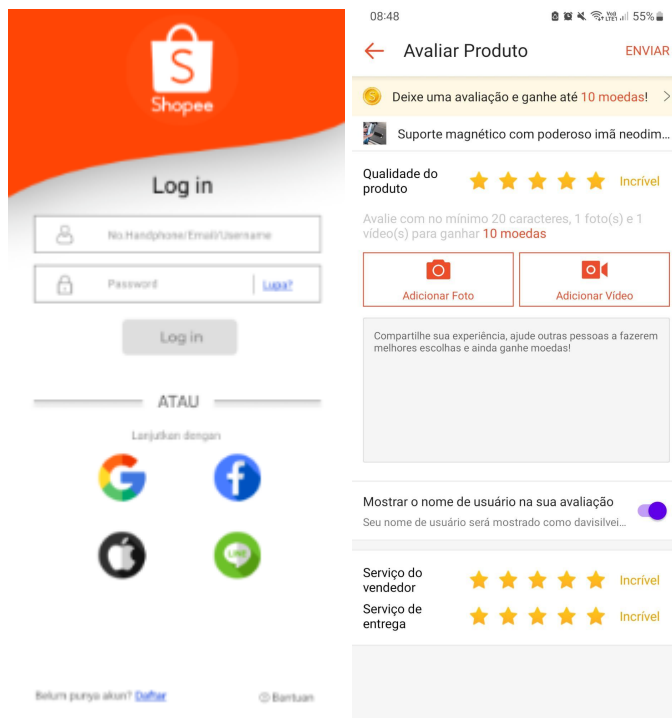 Shopee
Log in
No.Handphone/Email/Username
Password
Lupa?
Log in
ATAU
Lanjutkan dengan
LINE
Belum punya akun? Daftar
Bantuan
08:48
55%
Avaliar Produto
ENVIAR
Deixe uma avaliação e ganhe até 10 moedas!
Suporte magnético com poderoso imã neodim...
Qualidade do
produto
Incrível
Avalie com no mínimo 20 caracteres, 1 foto(s) e 1
vídeo(s) para ganhar 10 moedas
Adicionar Foto
Adicionar Vídeo
Compartilhe sua experiência, ajude outras pessoas a fazerem
melhores escolhas e ainda ganhe moedas!
Mostrar o nome de usuário na sua avaliação
Seu nome de usuário será mostrado como davisilvei...
Serviço do
vendedor
Incrível
Serviço de
entrega
Incrível